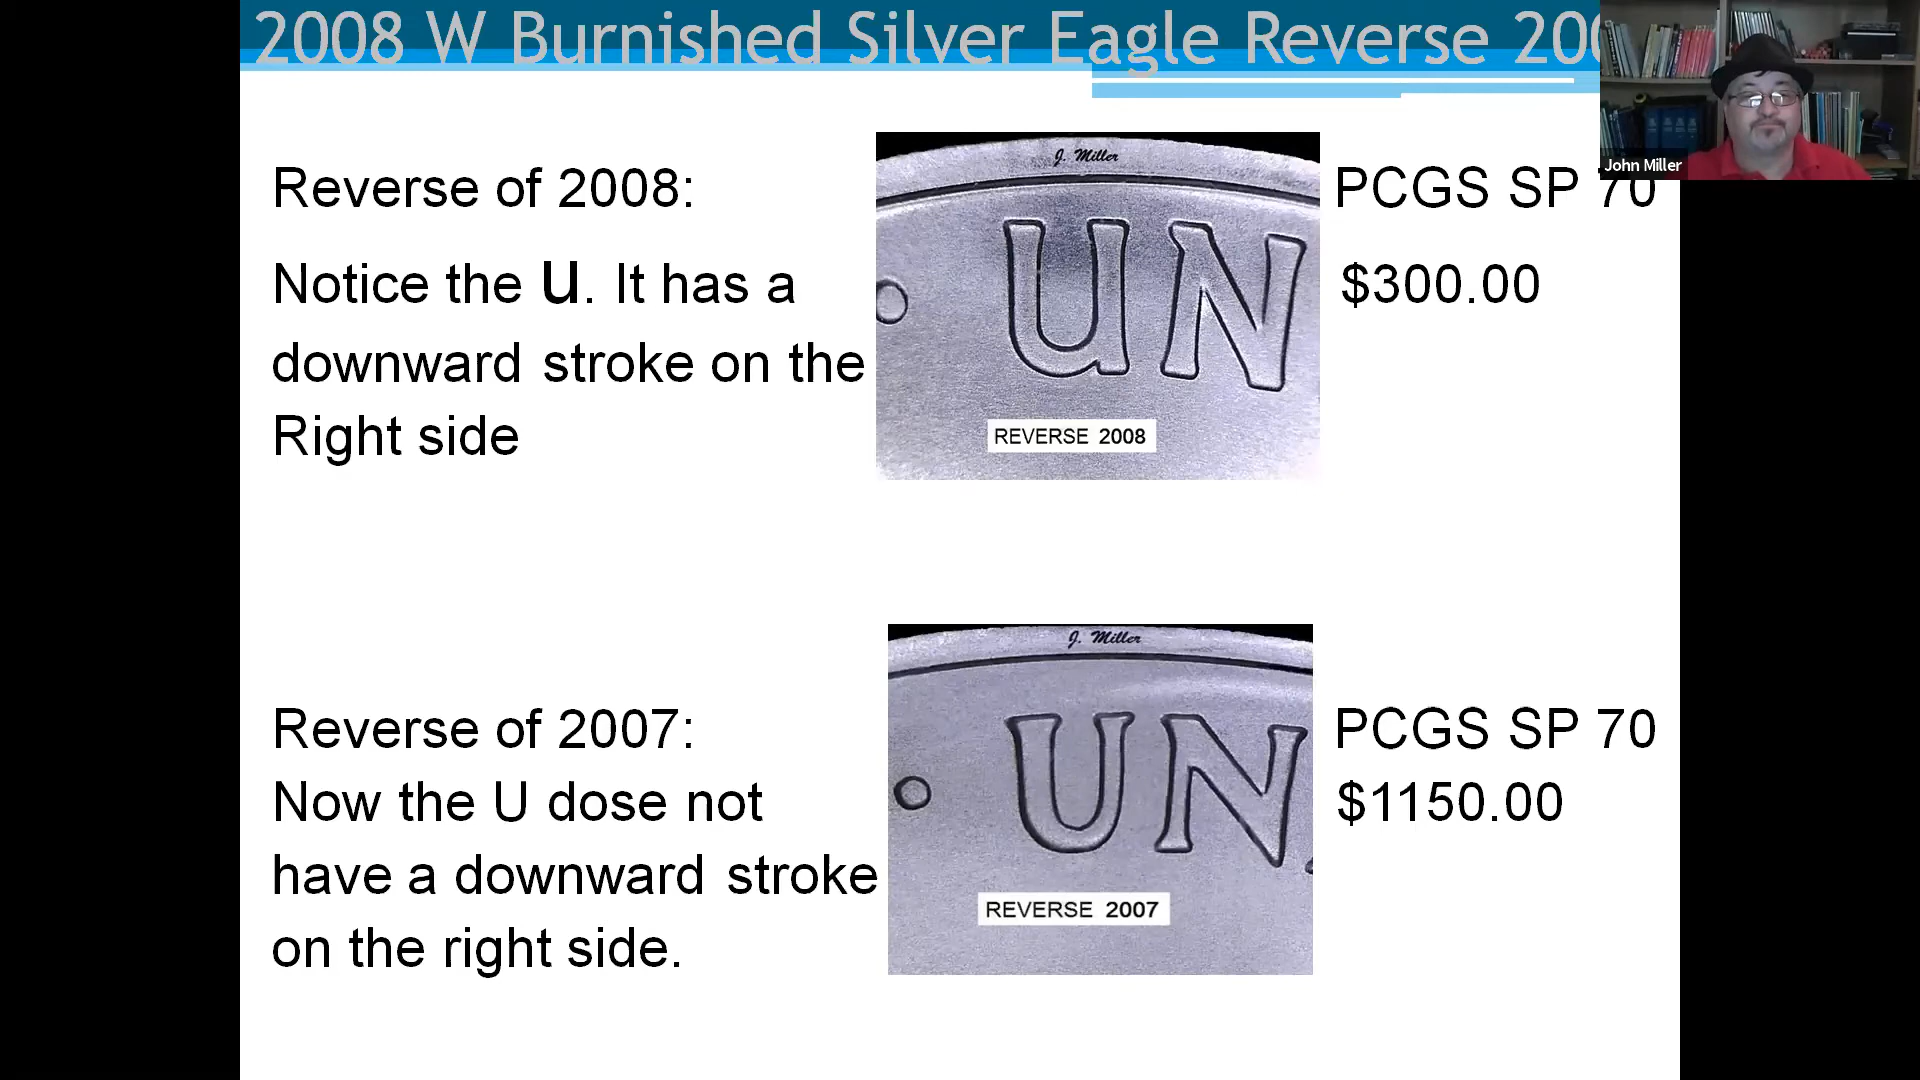 2008 W Burnished Silver Eagle Reverse
John Miller
Reverse of 2008:
Notice the U. It has a
downward stroke on the
Right side
J. Miller
UN
REVERSE 2008
PCGS SP 70
$300.00
Reverse of 2007:
Now the U dose not
have a downward stroke
on the right side.
J. Miller
UN
REVERSE 2007
PCGS SP 70
$1150.00